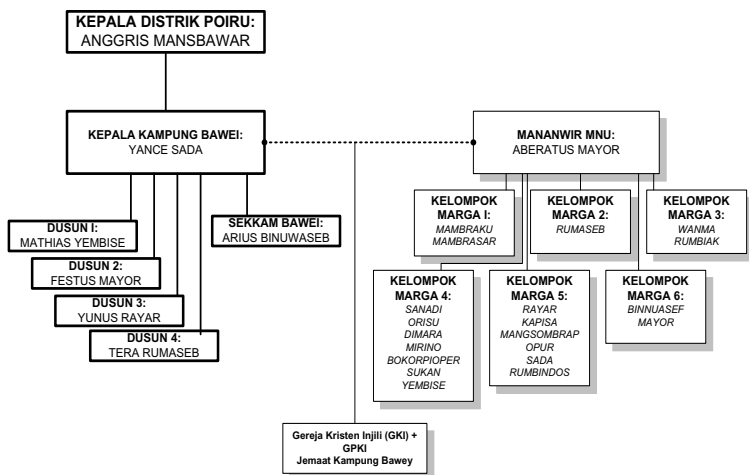 KEPALA DISTRIK POIRU:
ANGGRIS MANSBAWAR
KEPALA KAMPUNG BAWEI:
YANCE SADA
MANANWIR MNU:
ABERATUS MAYOR
DUSUN I:
MATHIAS YEMBISE
DUSUN 2:
FESTUS MAYOR
DUSUN 3:
YUNUS RAYAR
DUSUN 4:
TERA RUMASEB
SEKKAM BAWEI:
ARIUS BINUWASEB
KELOMPOK
MARGA I:
MAMBRAKU
MAMBRASAR
KELOMPOK
MARGA 2:
RUMASEB
KELOMPOK
MARGA 3:
WANMA
RUMBIAK
KELOMPOK
MARGA 4:
SANADI
ORISU
DIMARA
MIRINO
BOKORPIOPER
SUKAN
YEMBISE
KELOMPOK
MARGA 5:
RAYAR
KAPISA
MANGSOMBRAP
OPUR
SADA
RUMBINDOS
KELOMPOK
MARGA 6:
BINNUASEF
MAYOR
Gereja Kristen Injili (GKI) +
GPKI
Jemaat Kampung Bawey